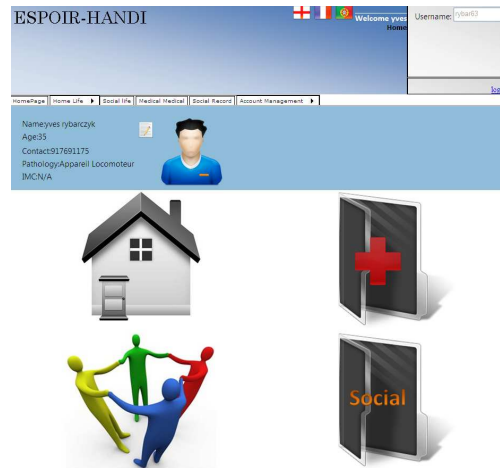 ESPOIR-HANDI
Welcome yves
Home
Username: rybar63
HomePage Home Life Social life Medical Medical Social Record Account Management
Name:yves rybarczyk
Age:35
Contact:917691175
Pathology:Appareil Locomoteur
IMC:N/A
Social